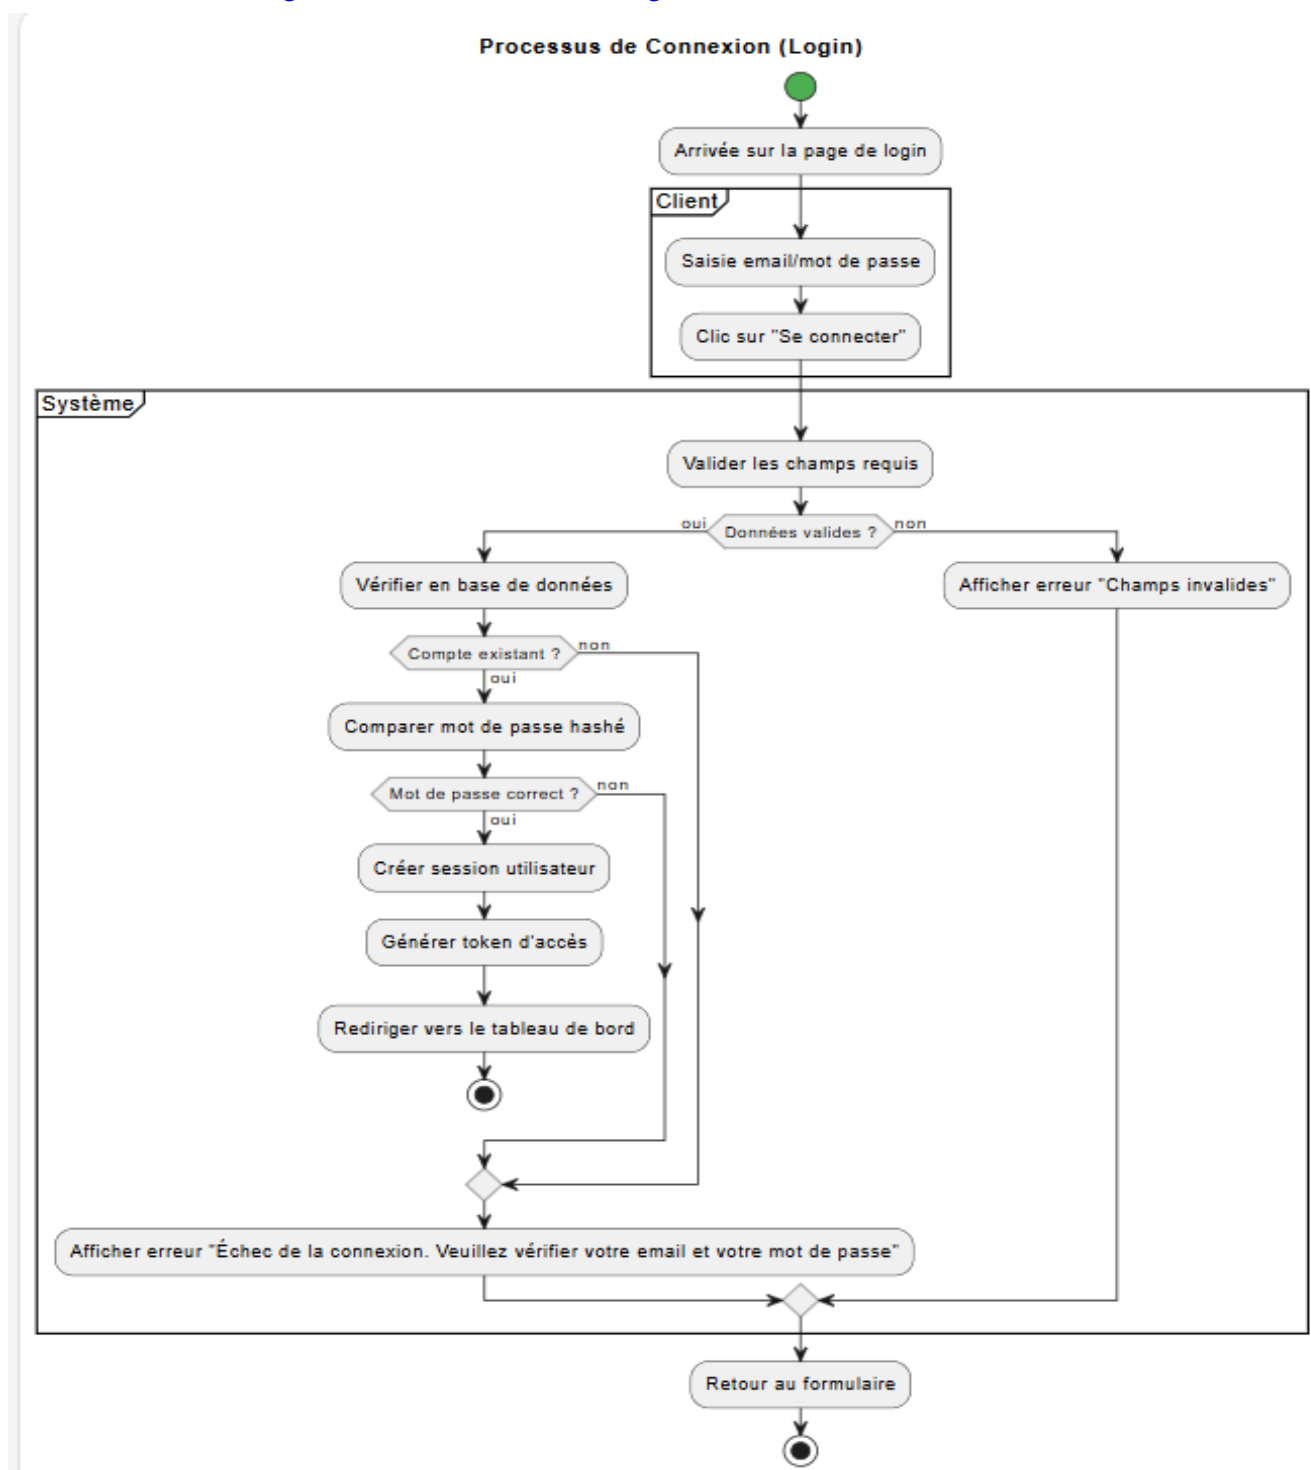 Processus de Connexion (Login)
Arrivée sur la page de login
Client
Saisie email/mot de passe
Clic sur "Se connecter"
Système
Valider les champs requis
oui
Données valides ?
non
Vérifier en base de données
Afficher erreur "Champs invalides"
Compte existant ?
non
oui
Comparer mot de passe hashé
Mot de passe correct ?
non
oui
Créer session utilisateur
Générer token d'accès
Rediriger vers le tableau de bord
Afficher erreur "Échec de la connexion. Veuillez vérifier votre email et votre mot de passe"
Retour au formulaire